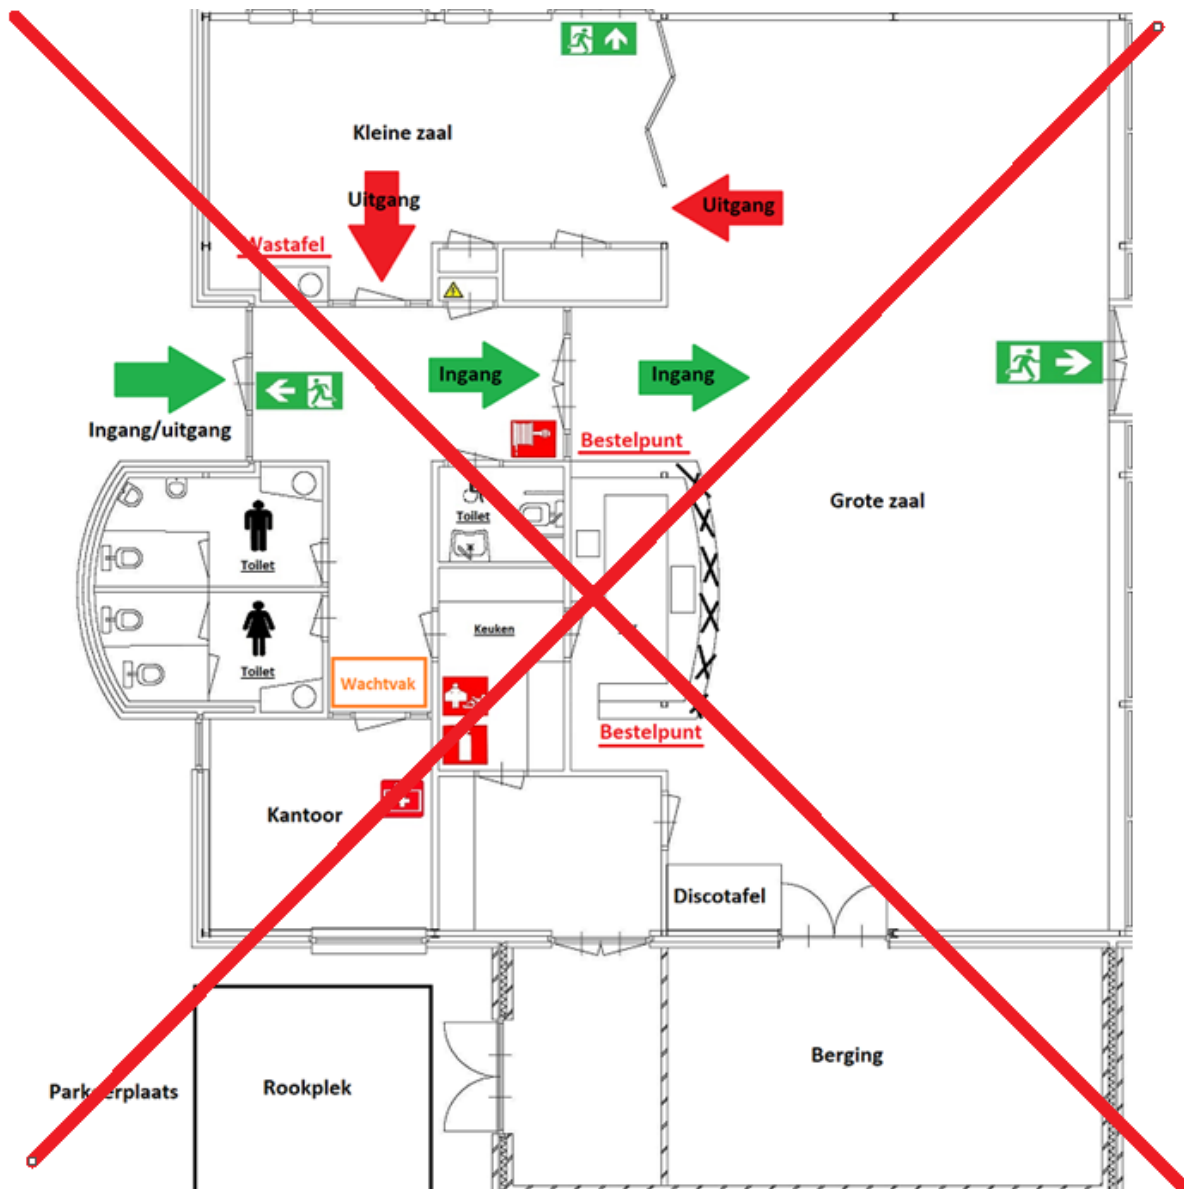 Kleine zaal
Uitgang
Uitgang
Wastafel
Ingang
Ingang
Ingang/uitgang
Bestelpunt
Grote zaal
Toilet
Toilet
Keuken
Toilet
Wachtvak
Bestelpunt
Kantoor
Discotafel
Berging
Parkeerplaats
Rookplek